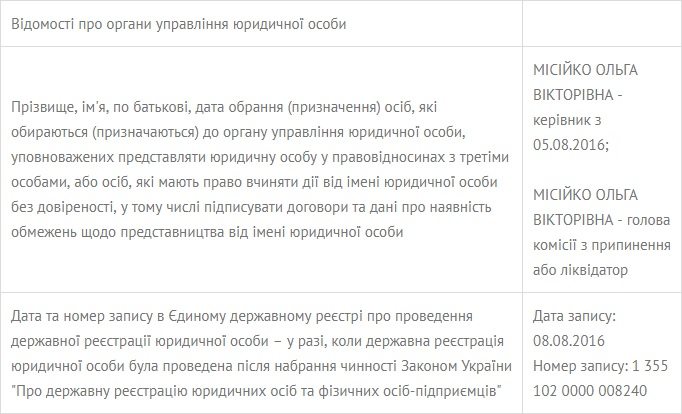 Відомості про органи управління юридичної особи
Прізвище, ім'я, по батькові, дата обрання (призначення) осіб, які
обираються (призначаються) до органу управління юридичної особи,
уповноважених представляти юридичну особу у правовідносинах з третіми
особами, або осіб, які мають право вчиняти дії від імені юридичної особи
без довіреності, у тому числі підписувати договори та дані про наявність
обмежень щодо представництва від імені юридичної особи
МІСІЙКО ОЛЬГА
ВІКТОРІВНА -
керівник з
05.08.2016;
МІСІЙКО ОЛЬГА
ВІКТОРІВНА - голова
комісії з припинення
або ліквідатор
Дата та номер запису в Єдиному державному реєстрі про проведення
державної реєстрації юридичної особи – у разі, коли державна реєстрація
юридичної особи була проведена після набрання чинності Законом України
"Про державну реєстрацію юридичних осіб та фізичних осіб-підприємців"
Дата запису:
08.08.2016
Номер запису: 1 355
102 0000 008240